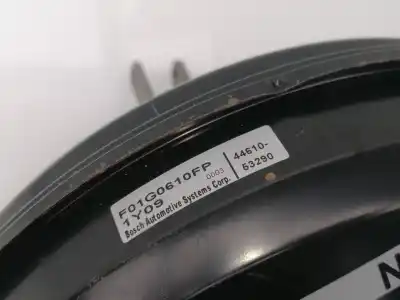 F01G0610FP 0003
1Y09
Bosch Automotive Systems Corp.
44610-
53290
N